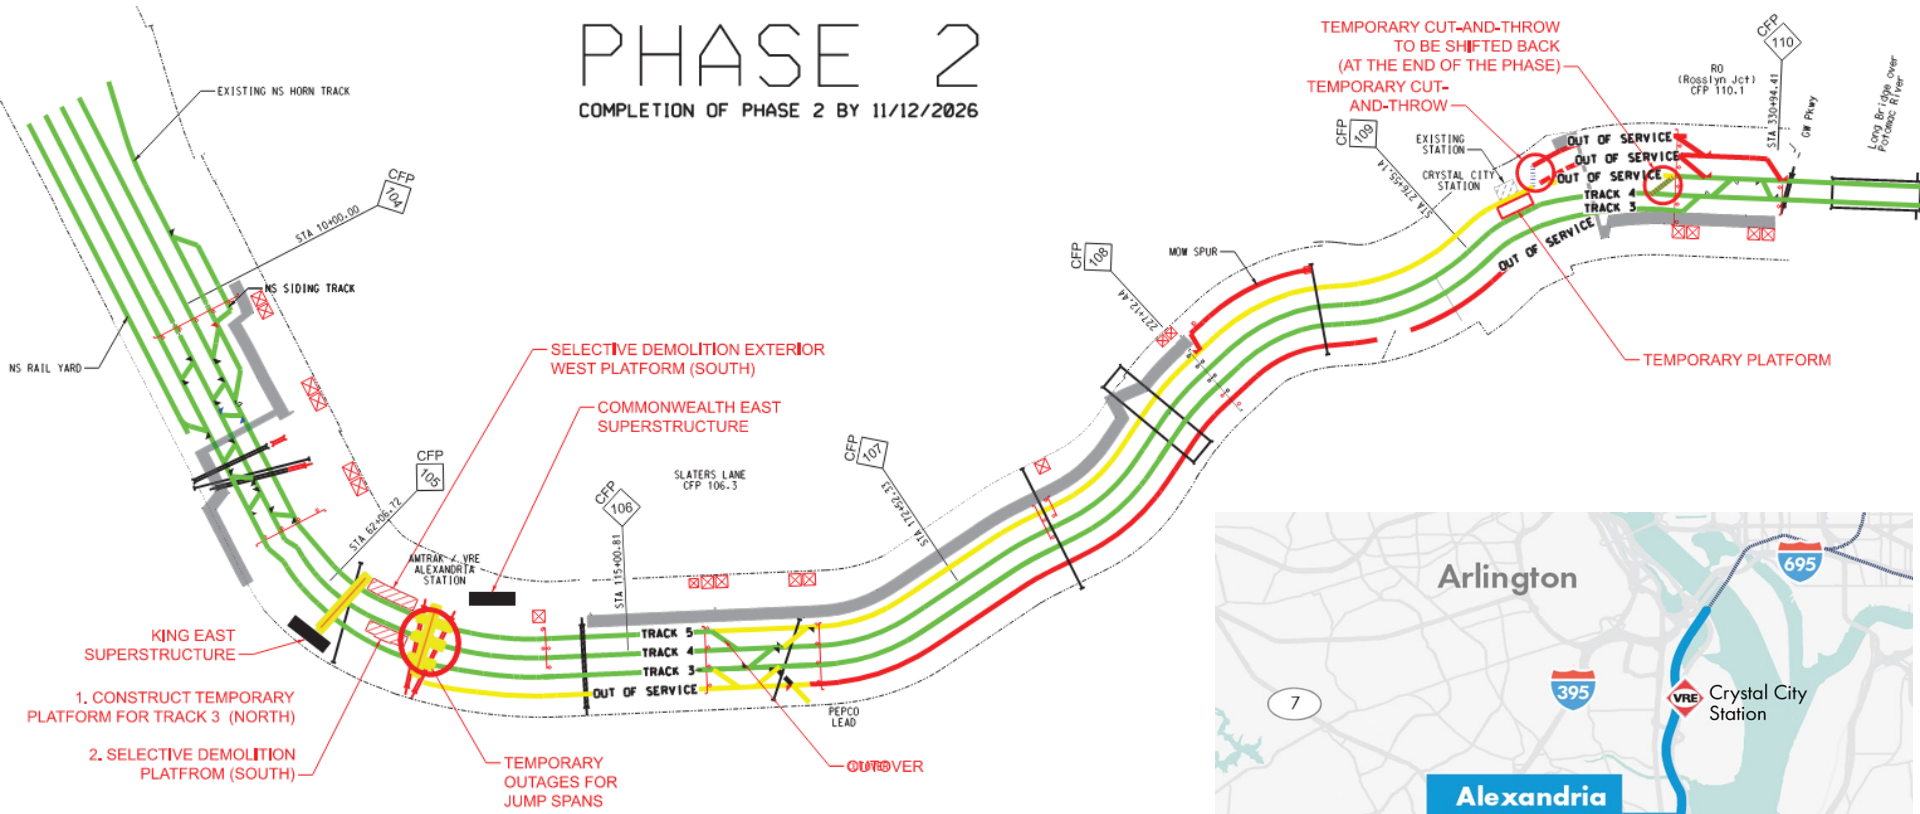 PHASE 2
COMPLETION OF PHASE 2 BY 11/12/2026
EXISTING NS HORN TRACK
CFP
104
STA 10+00.00
NS SIDING TRACK
NS RAIL YARD
SELECTIVE DEMOLITION EXTERIOR
WEST PLATFORM (SOUTH)
COMMONWEALTH EAST
SUPERSTRUCTURE
CFP
105
STA 62+06.72
AMTRAK / VRE
ALEXANDRIA
STATION
KING EAST
SUPERSTRUCTURE
1. CONSTRUCT TEMPORARY
PLATFORM FOR TRACK 3 (NORTH)
2. SELECTIVE DEMOLITION
PLATFROM (SOUTH)
TEMPORARY
OUTAGES FOR
JUMP SPANS
CFP
106
STA 115+00.81
SLATERS LANE
CFP 106.3
TRACK 5
TRACK 4
TRACK 3
OUT OF SERVICE
PEPCO
LEAD
CFP
107
STA 172+52.33
CFP
108
227+12.44
MOW SPUR
CFP
109
STA 276+55.14
TEMPORARY CUT-AND-THROW
TO BE SHIFTED BACK
(AT THE END OF THE PHASE)
TEMPORARY CUT-
AND-THROW
EXISTING
STATION
CRYSTAL CITY
STATION
OUT OF SERVICE
OUT OF SERVICE
OUT OF SERVICE
TRACK 4
TRACK 3
OUT OF SERVICE
RO
(Rosslyn Jct)
CFP 110.1
CFP
110
STA 330+94.41
GW Pkwy
Long Bridge over
Potomac River
TEMPORARY PLATFORM
Arlington
695
395
7
VRE
Crystal City
Station
Alexandria